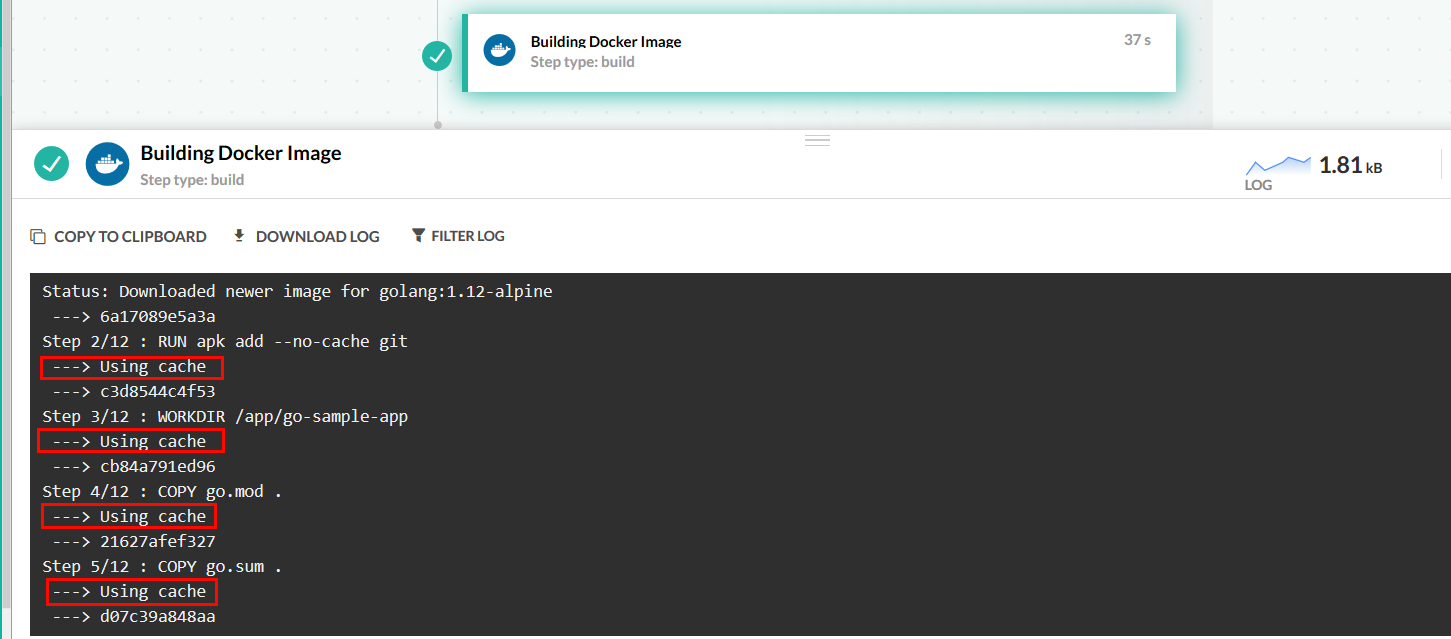 Building Docker Image
37 s
Step type: build
Building Docker Image
Step type: build
LOG
1.81 kB
COPY TO CLIPBOARD
DOWNLOAD LOG
FILTER LOG
Status: Downloaded newer image for golang:1.12-alpine
---> 6a17089e5a3a
Step 2/12 : RUN apk add --no-cache git
---> Using cache
---> c3d8544c4f53
Step 3/12 : WORKDIR /app/go-sample-app
---> Using cache
---> cb84a791ed96
Step 4/12 : COPY go.mod .
---> Using cache
---> 21627afef327
Step 5/12 : COPY go.sum .
---> Using cache
---> d07c39a848aa